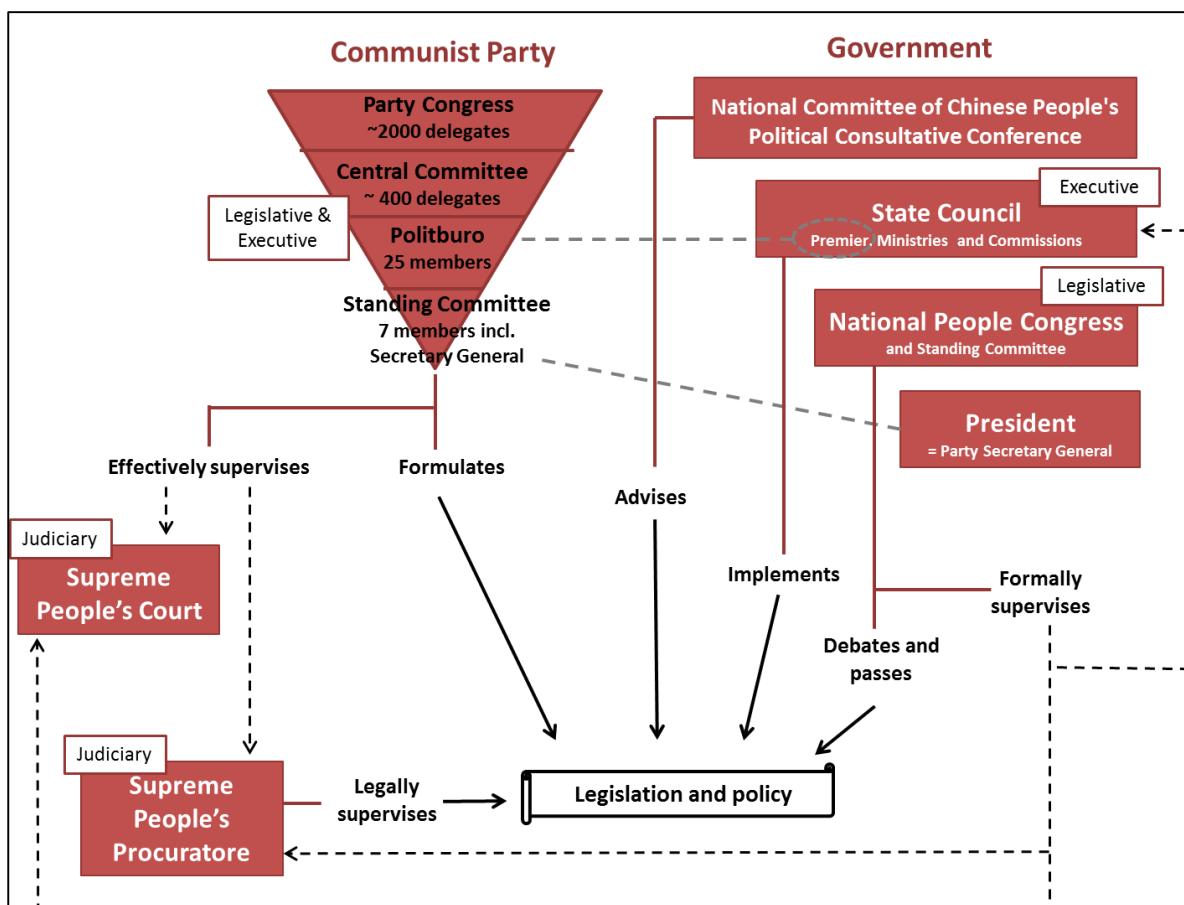 Communist Party
Party Congress
~2000 delegates
Central Committee
~ 400 delegates
Legislative &
Executive
Politburo
25 members
Standing Committee
7 members incl.
Secretary General
Government
National Committee of Chinese People's
Political Consultative Conference
Executive
State Council
Premier, Ministries and Commissions
Legislative
National People Congress
and Standing Committee
President
= Party Secretary General
Effectively supervises
Formulates
Advises
Implements
Formally
supervises
Debates and
passes
Judiciary
Supreme
People’s Court
Judiciary
Supreme
People’s
Procuratore
Legally
supervises
Legislation and policy